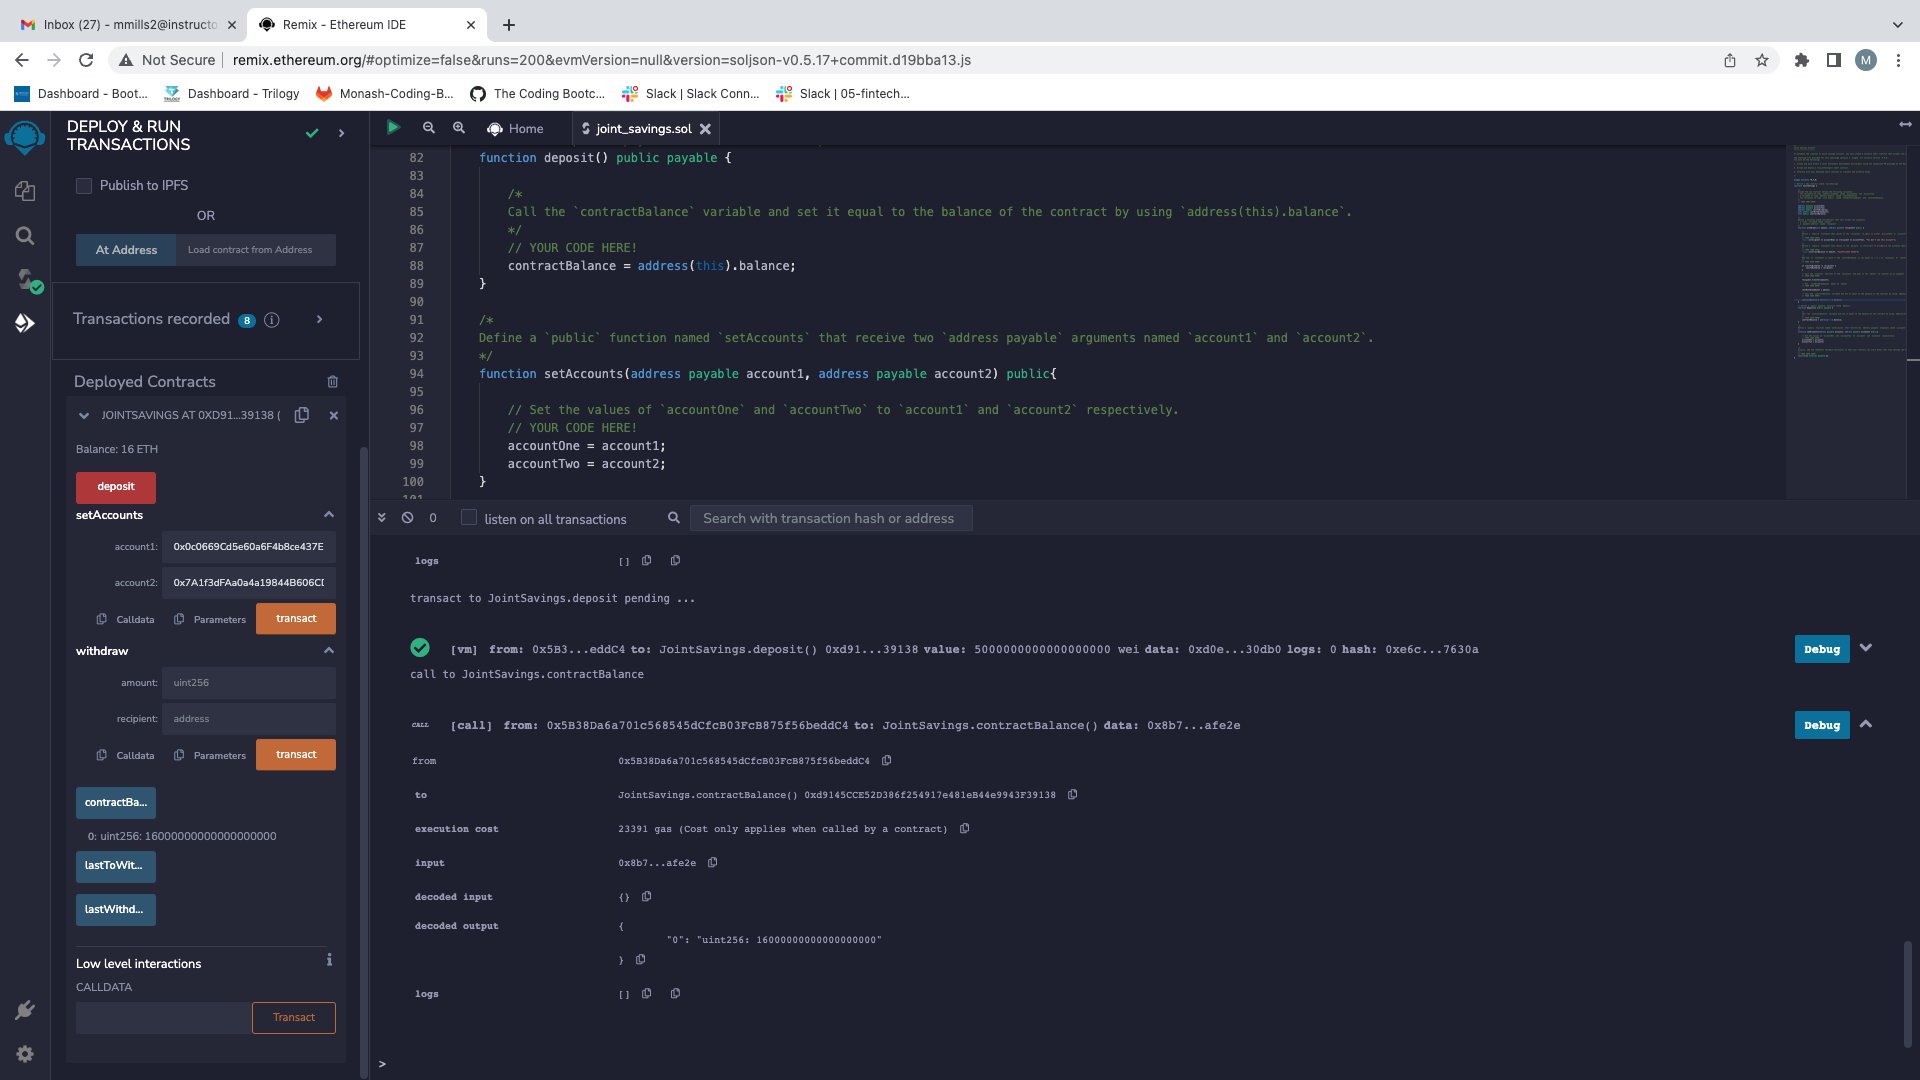 Inbox (27) - mmills2@instructo
Remix - Ethereum IDE
Not Secure
remix.ethereum.org/#optimize=false&runs=200&evmVersion=null&version=soljson-v0.5.17+commit.d19bba13.js
M
Dashboard - Boot...
Dashboard - Trilogy
Monash-Coding-B...
The Coding Bootc...
Slack | Slack Conn...
Slack | 05-fintech...
DEPLOY & RUN
TRANSACTIONS
Publish to IPFS
OR
At Address
Load contract from Address
Transactions recorded 8
Deployed Contracts
JOINTSAVINGS AT 0XD91...39138 (
Balance: 16 ETH
deposit
setAccounts
account1: 0x0c0669Cd5e60a6F4b8ce437E
account2: 0x7A1f3dFAa0a4a19844B606CI
Calldata
Parameters
transact
withdraw
amount: uint256
recipient: address
Calldata
Parameters
transact
contractBa...
0: uint256: 16000000000000000000
lastToWit...
lastWithd...
Low level interactions
CALLDATA
Transact
Home
joint_savings.sol
82 function deposit() public payable {
83
84 /*
85 Call the `contractBalance` variable and set it equal to the balance of the contract by using `address(this).balance`.
86 */
87 // YOUR CODE HERE!
88 contractBalance = address(this).balance;
89 }
90
91 /*
92 Define a `public` function named `setAccounts` that receive two `address payable` arguments named `account1` and `account2`.
93 */
94 function setAccounts(address payable account1, address payable account2) public{
95
96 // Set the values of `accountOne` and `accountTwo` to `account1` and `account2` respectively.
97 // YOUR CODE HERE!
98 accountOne = account1;
99 accountTwo = account2;
100 }
101
0
listen on all transactions
Search with transaction hash or address
logs []
transact to JointSavings.deposit pending ...
[vm] from: 0x5B3...eddC4 to: JointSavings.deposit() 0xd91...39138 value: 5000000000000000000 wei data: 0xd0e...30db0 logs: 0 hash: 0xe6c...7630a
Debug
call to JointSavings.contractBalance
CALL [call] from: 0x5B38Da6a701c568545dCfcB03FcB875f56beddC4 to: JointSavings.contractBalance() data: 0x8b7...afe2e
Debug
from 0x5B38Da6a701c568545dCfcB03FcB875f56beddC4
to JointSavings.contractBalance() 0xd9145CCE52D386f254917e481eB44e9943F39138
execution cost 23391 gas (Cost only applies when called by a contract)
input 0x8b7...afe2e
decoded input {}
decoded output {
"0": "uint256: 16000000000000000000"
}
logs []
>